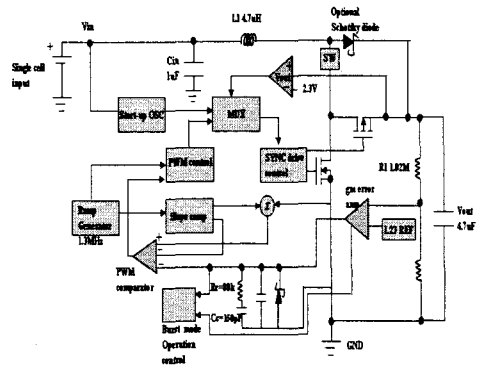 L1 4.7uH
Optional
Schottky diode
Vin
Cin
1uF
SW
Single cell
input
Vout
2.3V
Start-up OSC
MUX
PWM control
SYNC drive
control
R1 1.02M
gm error
amp
Ramp
Generator
1.3MHz
Slope comp
Σ
1.23 REF
Vout
4.7uF
PWM
comparator
Burst mode
Operation
control
Cc=150pF
GND